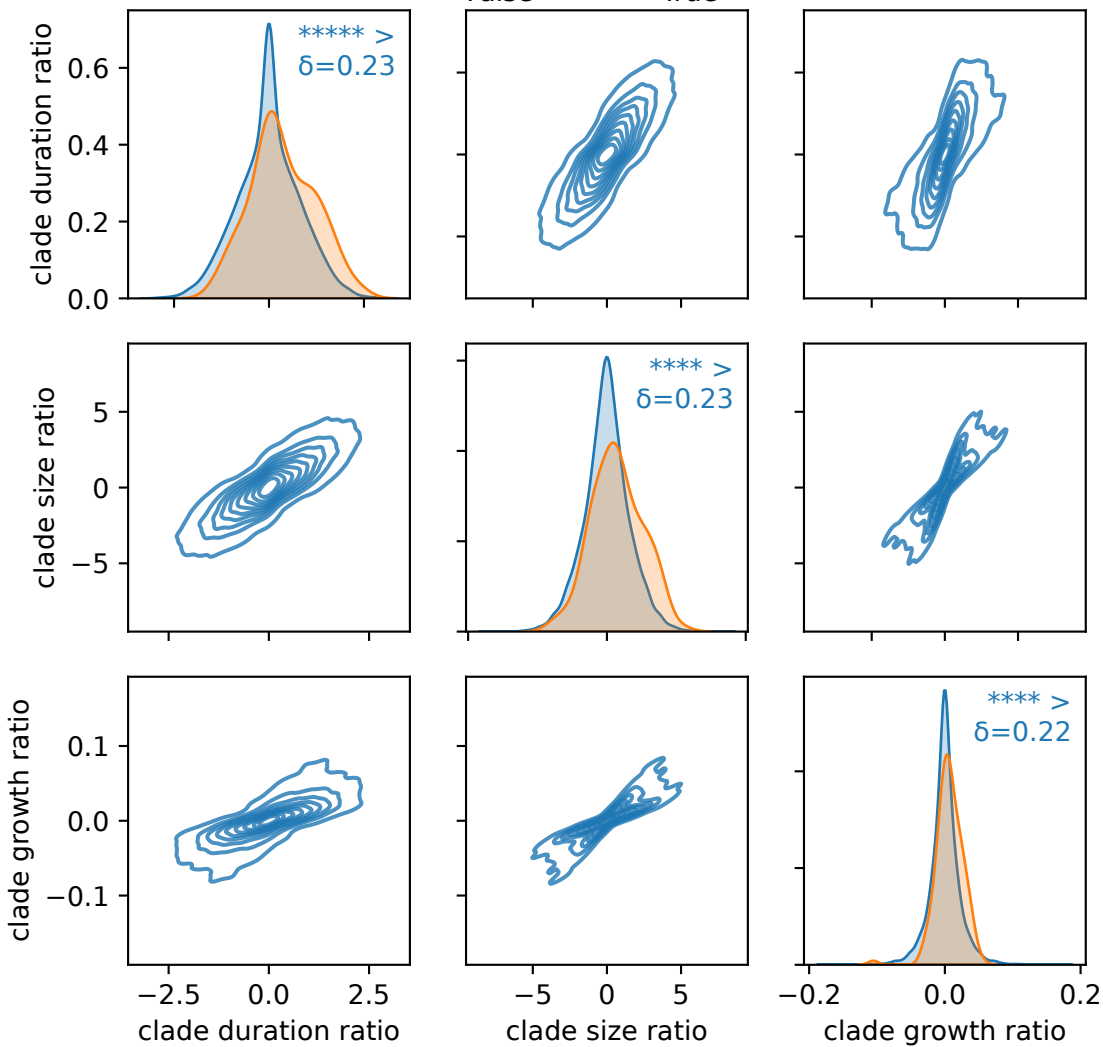 clade duration ratio
0.6
0.4
0.2
0.0
***** >
δ=0.23
clade size ratio
5
0
−5
**** >
δ=0.23
clade growth ratio
0.1
0.0
−0.1
**** >
δ=0.22
−2.5 0.0 2.5
−5 0 5
−0.2 0.0 0.2
clade duration ratio
clade size ratio
clade growth ratio